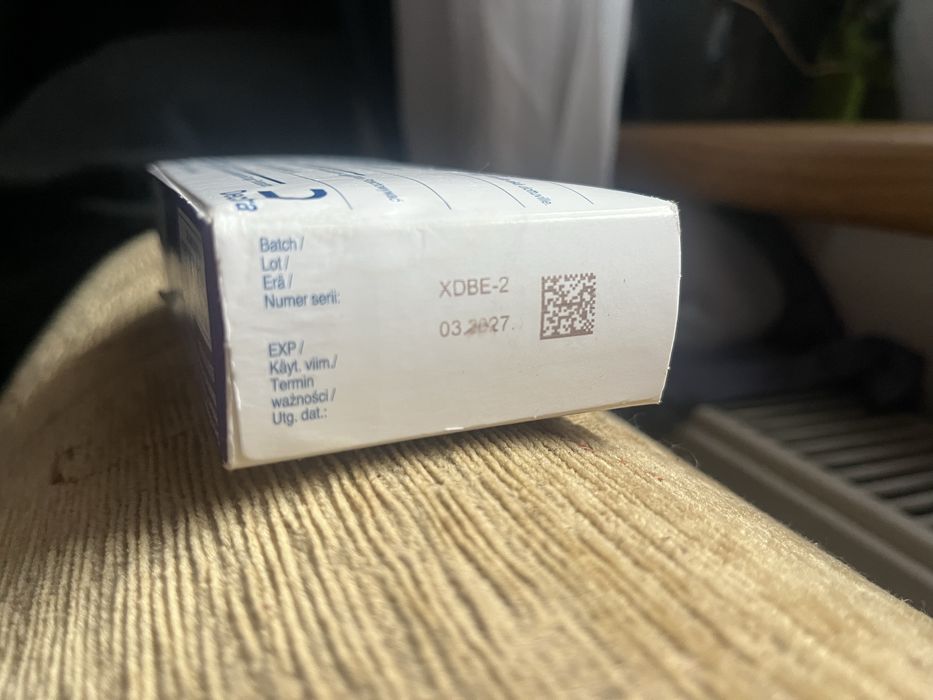 Batch /
Lot /
Erä /
Numer serii:
XDBE-2
03.2027.
EXP /
Käyt. viim./
Termin
ważności /
Utg. dat.: